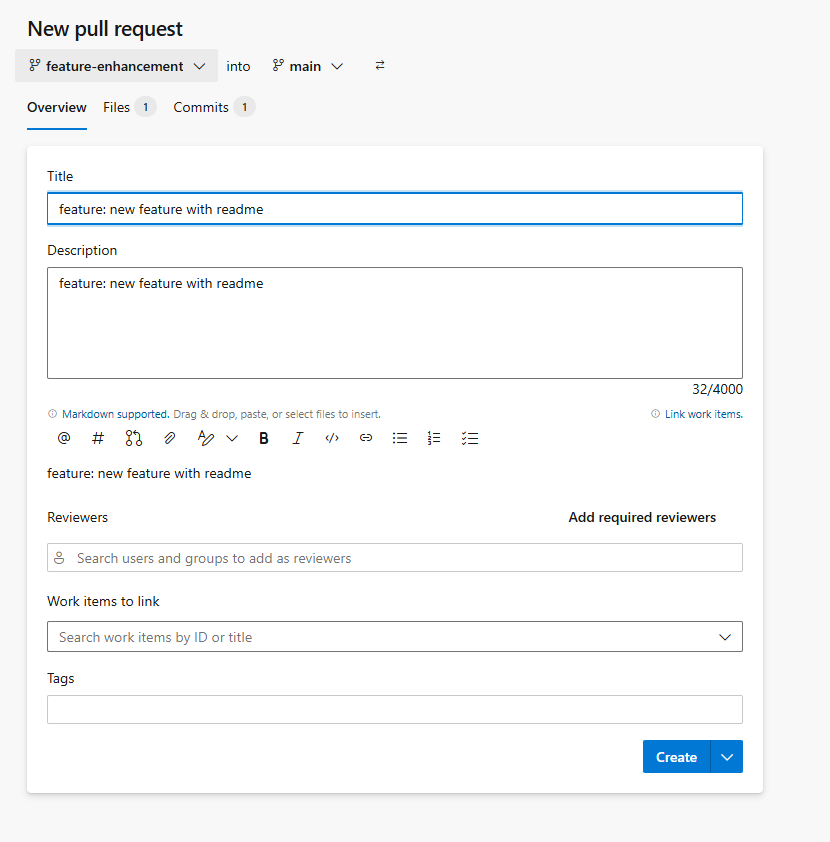 New pull request
feature-enhancement into main
Overview Files 1 Commits 1
Title
feature: new feature with readme
Description
feature: new feature with readme
32/4000
Markdown supported. Drag & drop, paste, or select files to insert. Link work items.
@ # B I </>
feature: new feature with readme
Reviewers Add required reviewers
Search users and groups to add as reviewers
Work items to link
Search work items by ID or title
Tags
Create